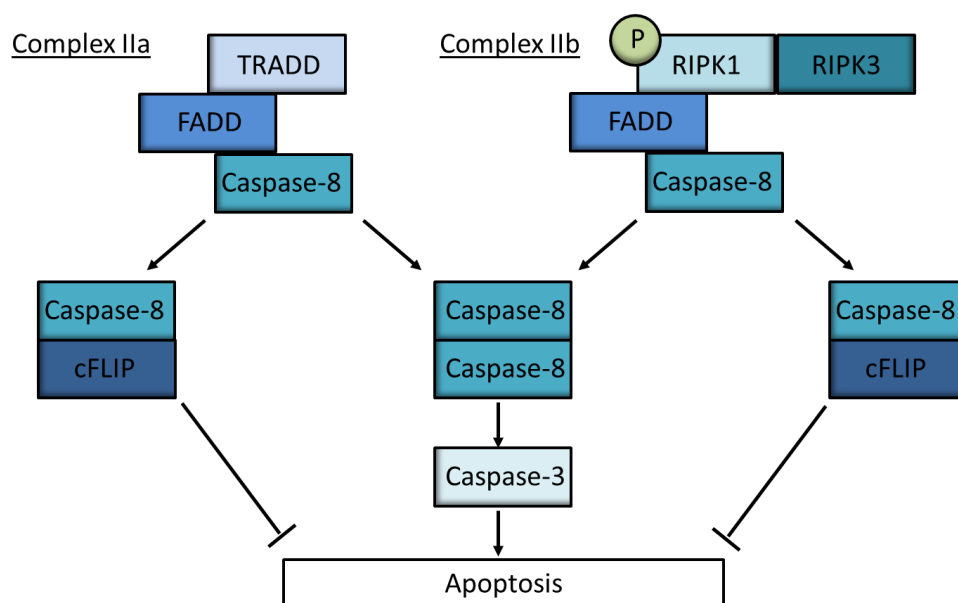 Complex IIa
TRADD
FADD
Caspase-8
Complex IIb
P
RIPK1
RIPK3
FADD
Caspase-8
Caspase-8
cFLIP
Caspase-8
Caspase-8
Caspase-8
cFLIP
Caspase-3
Apoptosis